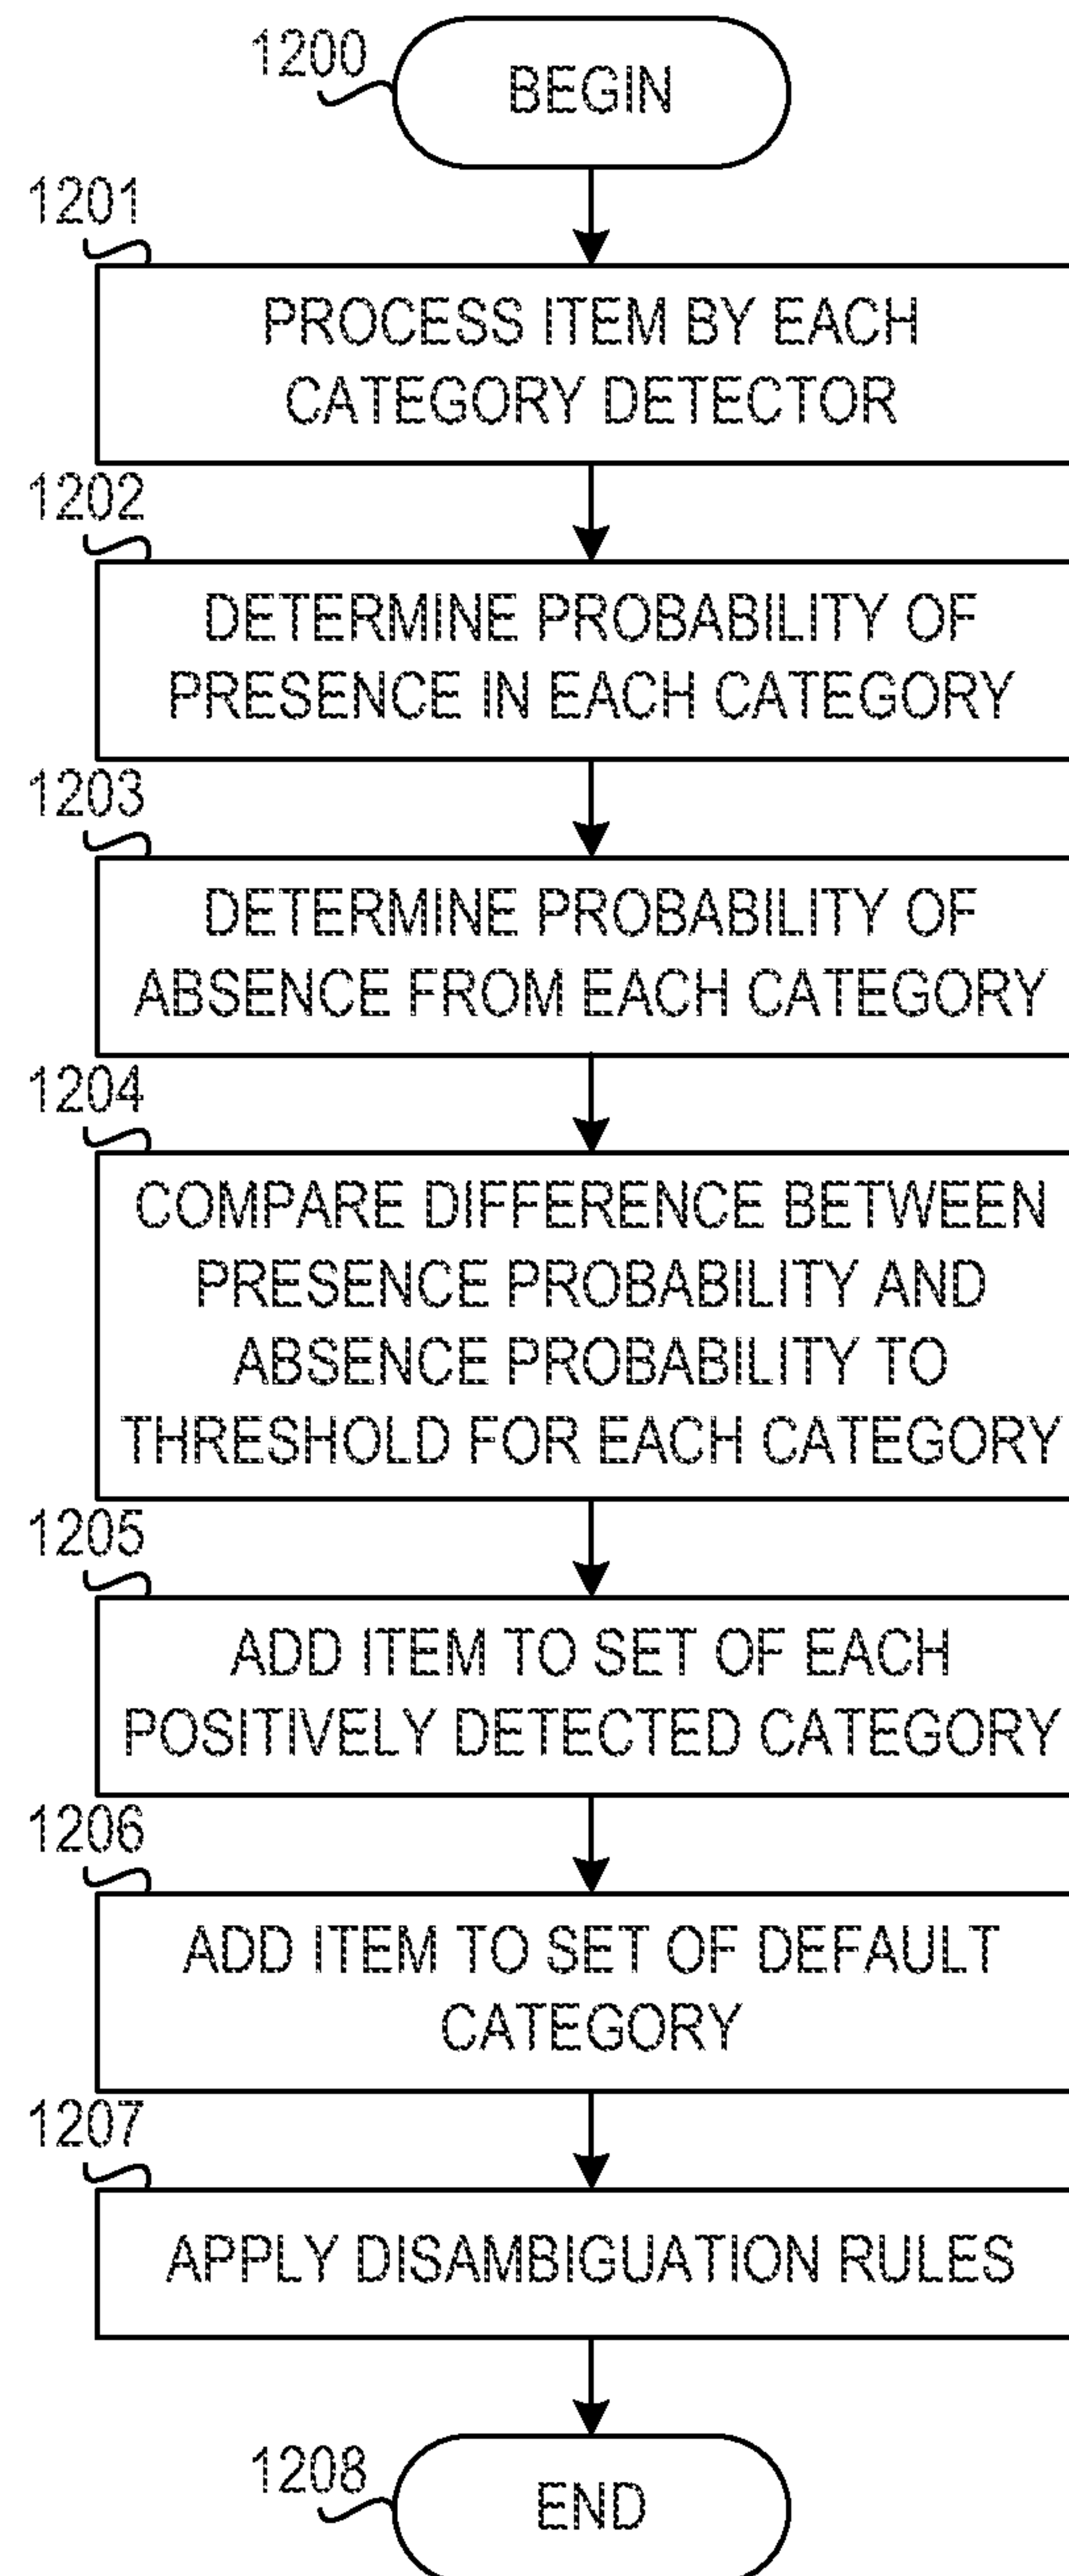 1200
BEGIN
1201
PROCESS ITEM BY EACH
CATEGORY DETECTOR
1202
DETERMINE PROBABILITY OF
PRESENCE IN EACH CATEGORY
1203
DETERMINE PROBABILITY OF
ABSENCE FROM EACH CATEGORY
1204
COMPARE DIFFERENCE BETWEEN
PRESENCE PROBABILITY AND
ABSENCE PROBABILITY TO
THRESHOLD FOR EACH CATEGORY
1205
ADD ITEM TO SET OF EACH
POSITIVELY DETECTED CATEGORY
1206
ADD ITEM TO SET OF DEFAULT
CATEGORY
1207
APPLY DISAMBIGUATION RULES
1208
END